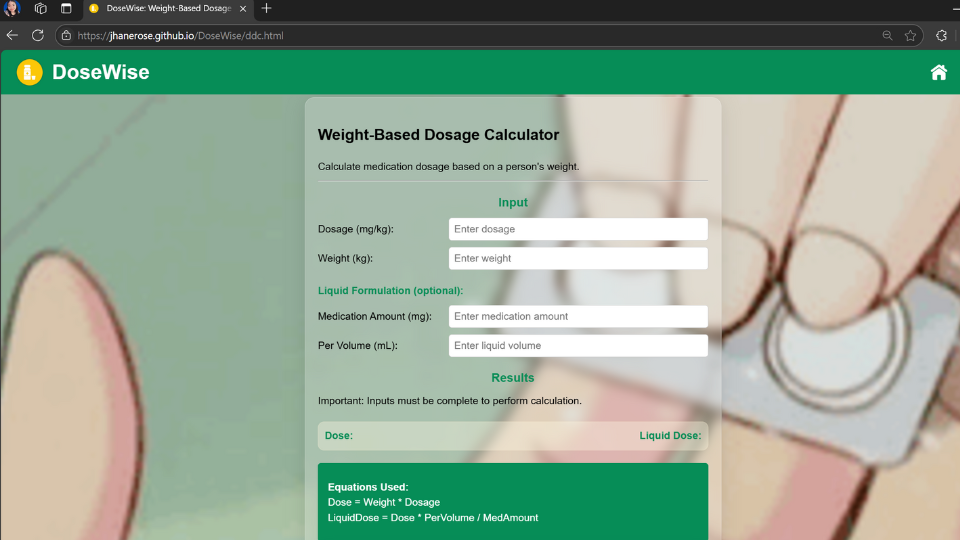 DoseWise: Weight-Based Dosage
https://jhanerose.github.io/DoseWise/ddc.html
DoseWise
Weight-Based Dosage Calculator
Calculate medication dosage based on a person's weight.
Input
Dosage (mg/kg): Enter dosage
Weight (kg): Enter weight
Liquid Formulation (optional):
Medication Amount (mg): Enter medication amount
Per Volume (mL): Enter liquid volume
Results
Important: Inputs must be complete to perform calculation.
Dose: Liquid Dose:
Equations Used:
Dose = Weight * Dosage
LiquidDose = Dose * PerVolume / MedAmount